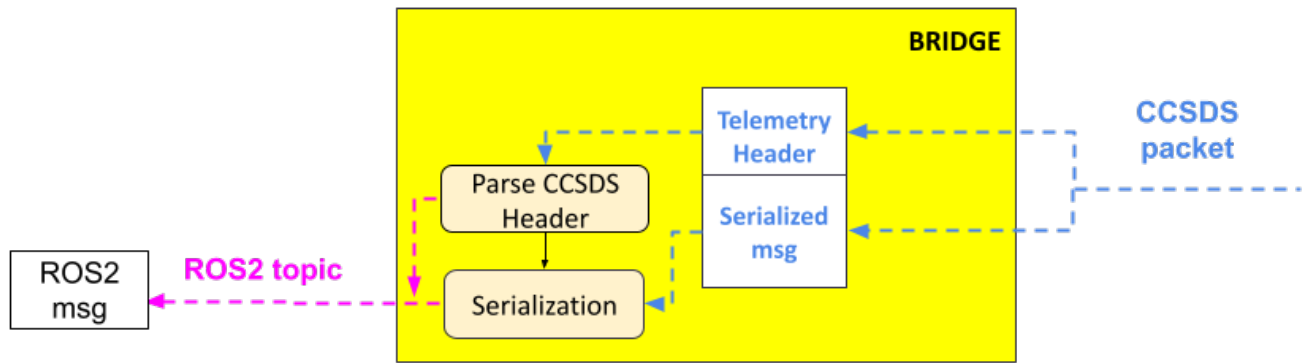 BRIDGE
Telemetry
Header
CCSDS
packet
Parse CCSDS
Header
Serialized
msg
ROS2
msg
ROS2 topic
Serialization